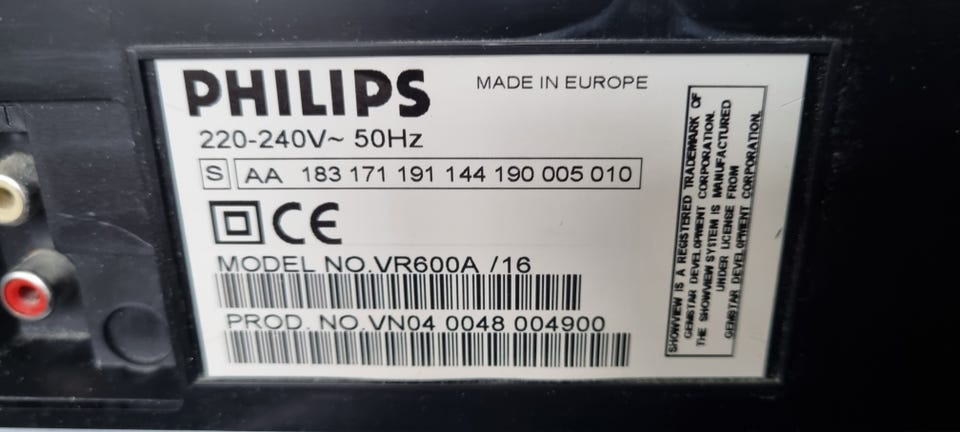 PHILIPS
MADE IN EUROPE
220-240V~ 50Hz
S AA 183 171 191 144 190 005 010
CE
MODEL NO.VR600A /16
PROD. NO.VN04 0048 004900
SHOWVIEW IS A REGISTERED TRADEMARK OF
GEMSTAR DEVELOPMENT CORPORATION.
THE SHOWVIEW SYSTEM IS MANUFACTURED
UNDER LICENSE FROM
GEMSTAR DEVELOPMENT CORPORATION.